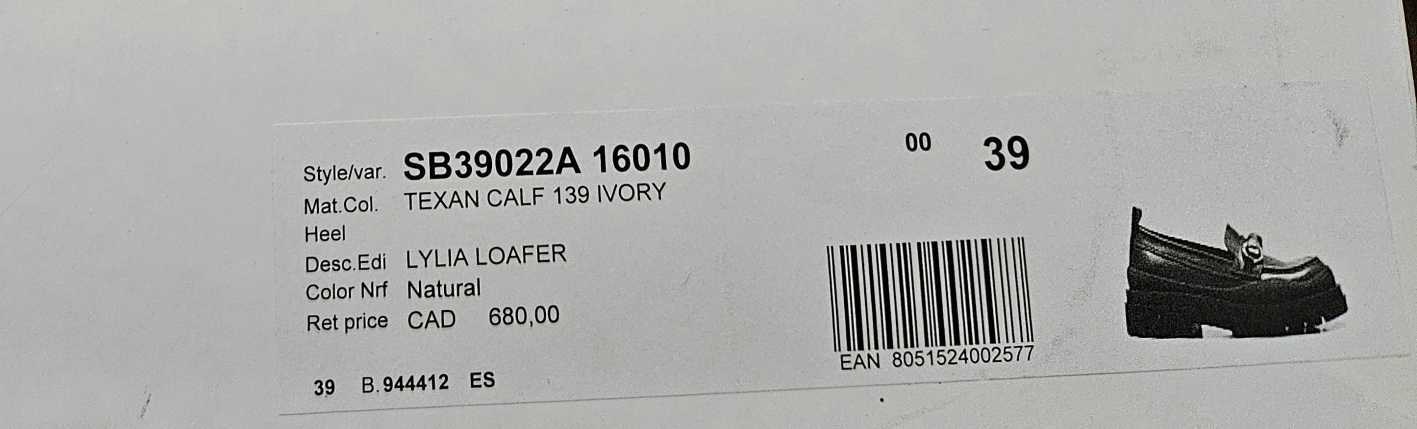 Style/var. SB39022A 16010 00 39
Mat.Col. TEXAN CALF 139 IVORY
Heel
Desc.Edi LYLIA LOAFER
Color Nrf Natural
Ret price CAD 680,00
EAN 8051524002577
39 B.944412 ES